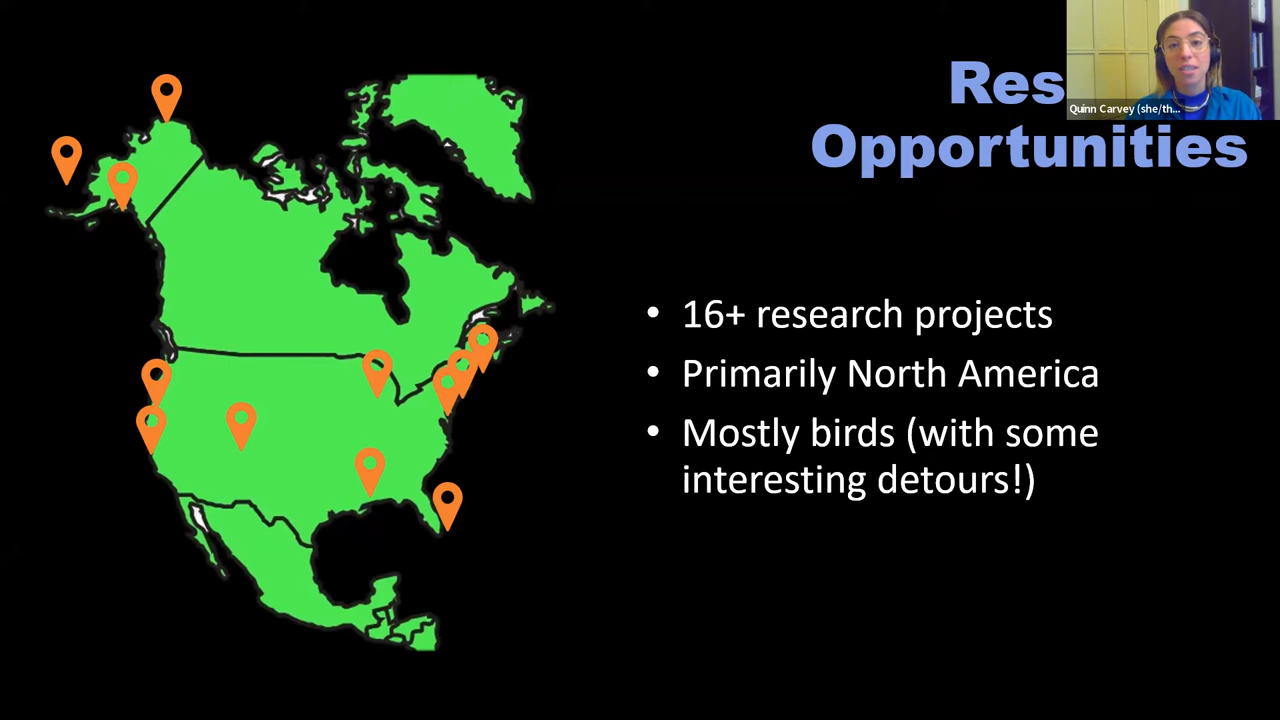 Res
Opportunities
Quinn Carvey (she/th...
• 16+ research projects
• Primarily North America
• Mostly birds (with some
interesting detours!)